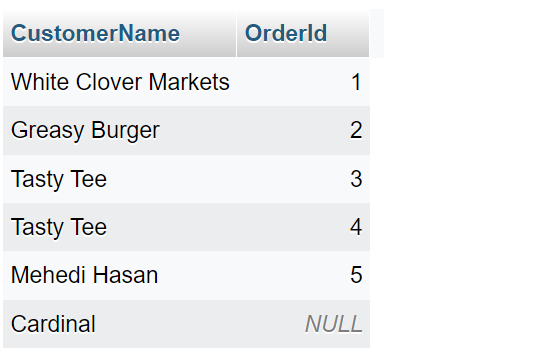 CustomerName OrderId
White Clover Markets 1
Greasy Burger 2
Tasty Tee 3
Tasty Tee 4
Mehedi Hasan 5
Cardinal NULL